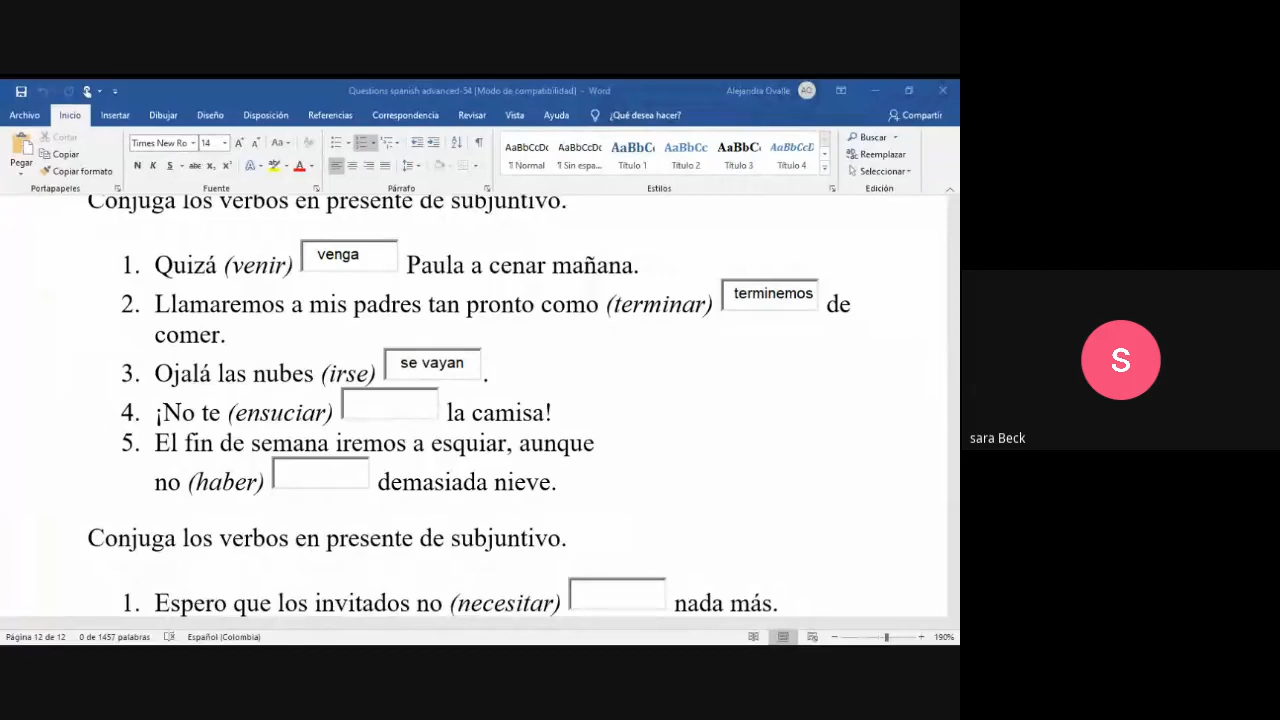 Questions spanish advanced-54 (Modo de compatibilidad) - Word
Alejandra Ovalle
AO
Archivo Inicio Insertar Dibujar Diseño Disposición Referencias Correspondencia Revisar Vista Ayuda ¿Qué desea hacer? Compartir
Pegar
Cortar
Copiar
Copiar formato
Portapapeles
Times New Ro 14
N K S abc X₂ X²
Fuente
Párrafo
AaBbCcDc AaBbCcDc AaBbC AaBbCc AaBbC AaBbCcD
¶ Normal ¶ Sin espa... Título 1 Título 2 Título 3 Título 4
Estilos
Buscar
Reemplazar
Seleccionar
Edición
Conjuga los verbos en presente de subjuntivo.
1. Quizá (venir) venga Paula a cenar mañana.
2. Llamaremos a mis padres tan pronto como (terminar) terminemos de
comer.
3. Ojalá las nubes (irse) se vayan .
4. ¡No te (ensuciar) la camisa!
5. El fin de semana iremos a esquiar, aunque
no (haber) demasiada nieve.
Conjuga los verbos en presente de subjuntivo.
1. Espero que los invitados no (necesitar) nada más.
Página 12 de 12 0 de 1457 palabras Español (Colombia) 190%
S
sara Beck